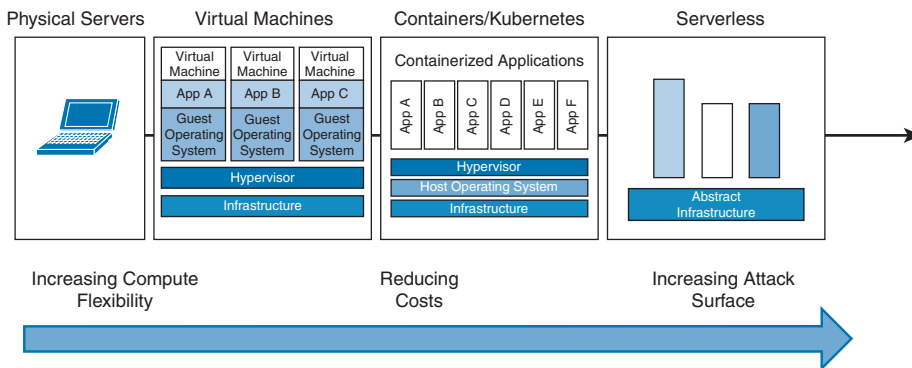 Physical Servers
Virtual Machines
Containers/Kubernetes
Serverless
Virtual
Machine
Virtual
Machine
Virtual
Machine
App A
App B
App C
Guest
Operating
System
Guest
Operating
System
Guest
Operating
System
Hypervisor
Infrastructure
Containerized Applications
App A
App B
App C
App D
App E
App F
Hypervisor
Host Operating System
Infrastructure
Abstract
Infrastructure
Increasing Compute
Flexibility
Reducing
Costs
Increasing Attack
Surface